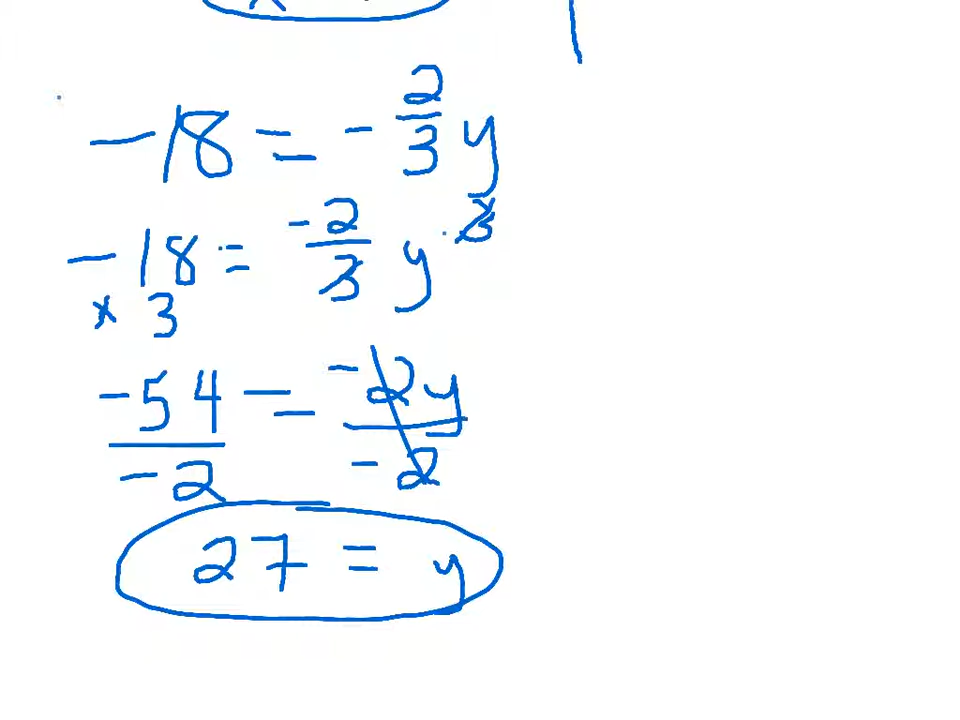 -18 = - 2/3 y
-18 = -2/3 y · 3
× 3
-54 = -2y
-2 -2
27 = y